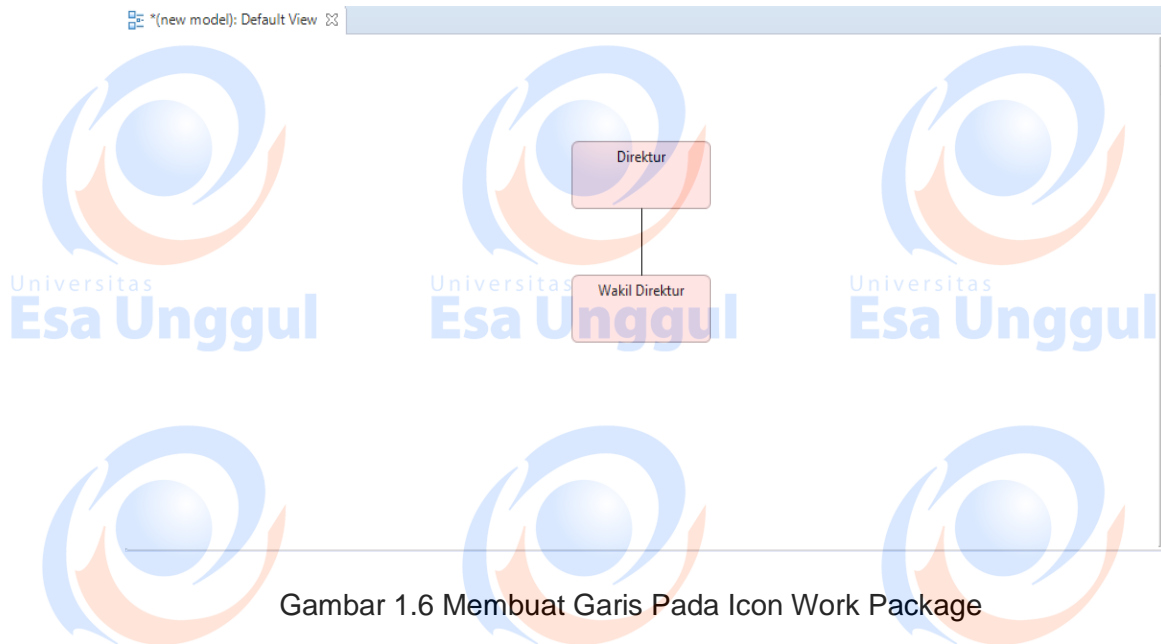 *(new model): Default View
Direktur
Universitas Universitas Universitas
Wakil Direktur
Esa Unggul Esa Unggul Esa Unggul
Gambar 1.6 Membuat Garis Pada Icon Work Package